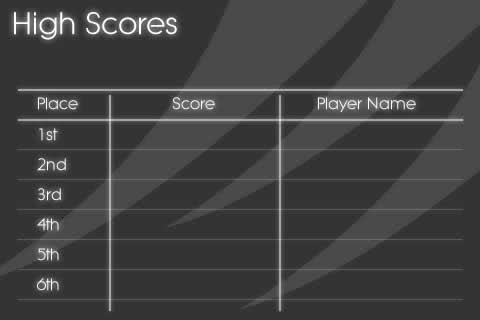 High Scores
Place Score Player Name
1st
2nd
3rd
4th
5th
6th